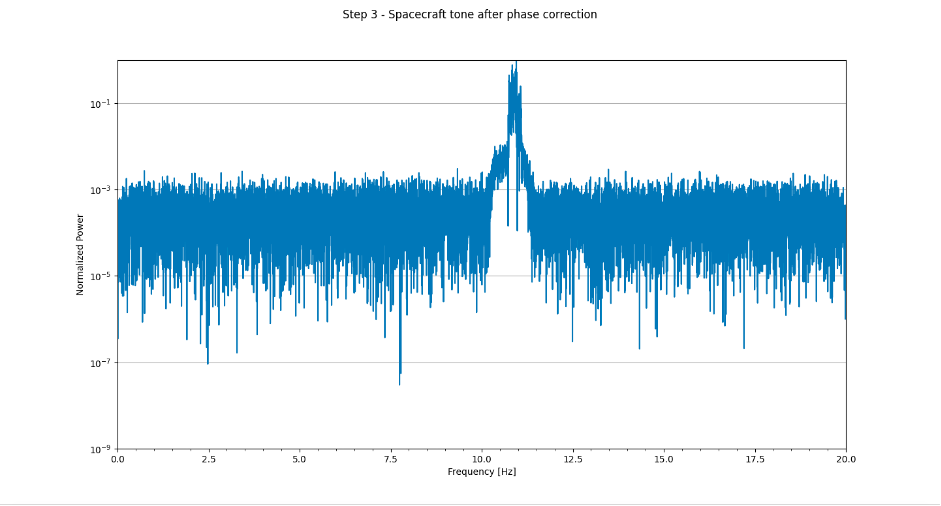 Step 3 - Spacecraft tone after phase correction
10⁻¹
10⁻³
10⁻⁵
10⁻⁷
10⁻⁹
Normalized Power
0.0 2.5 5.0 7.5 10.0 12.5 15.0 17.5 20.0
Frequency [Hz]